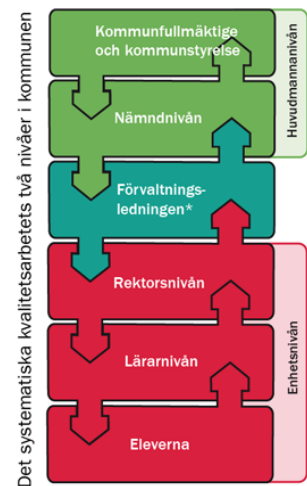 Det systematiska kvalitetsarbetets två nivåer i kommunen
Kommunfullmäktige
och kommunstyrelse
Nämndnivån
Huvudmannanivån
Förvaltnings-
ledningen*
Rektorsnivån
Lärarnivån
Eleverna
Enhetsnivån